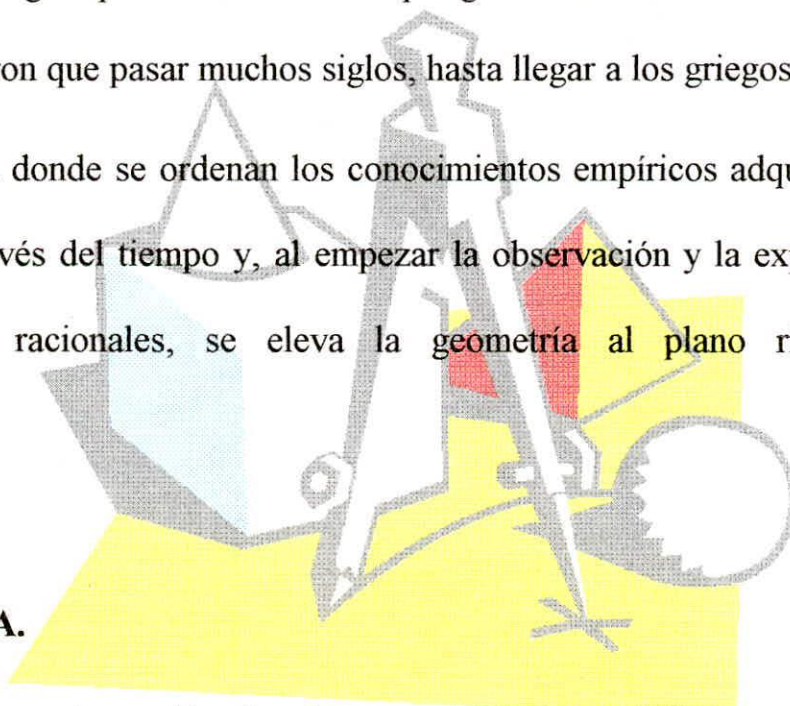 on que pasar muchos siglos, hasta llegar a los griegos
donde se ordenan los conocimientos empíricos adqu
vés del tiempo y, al empezar la observación y la ex
racionales, se eleva la geometría al plano r
A.